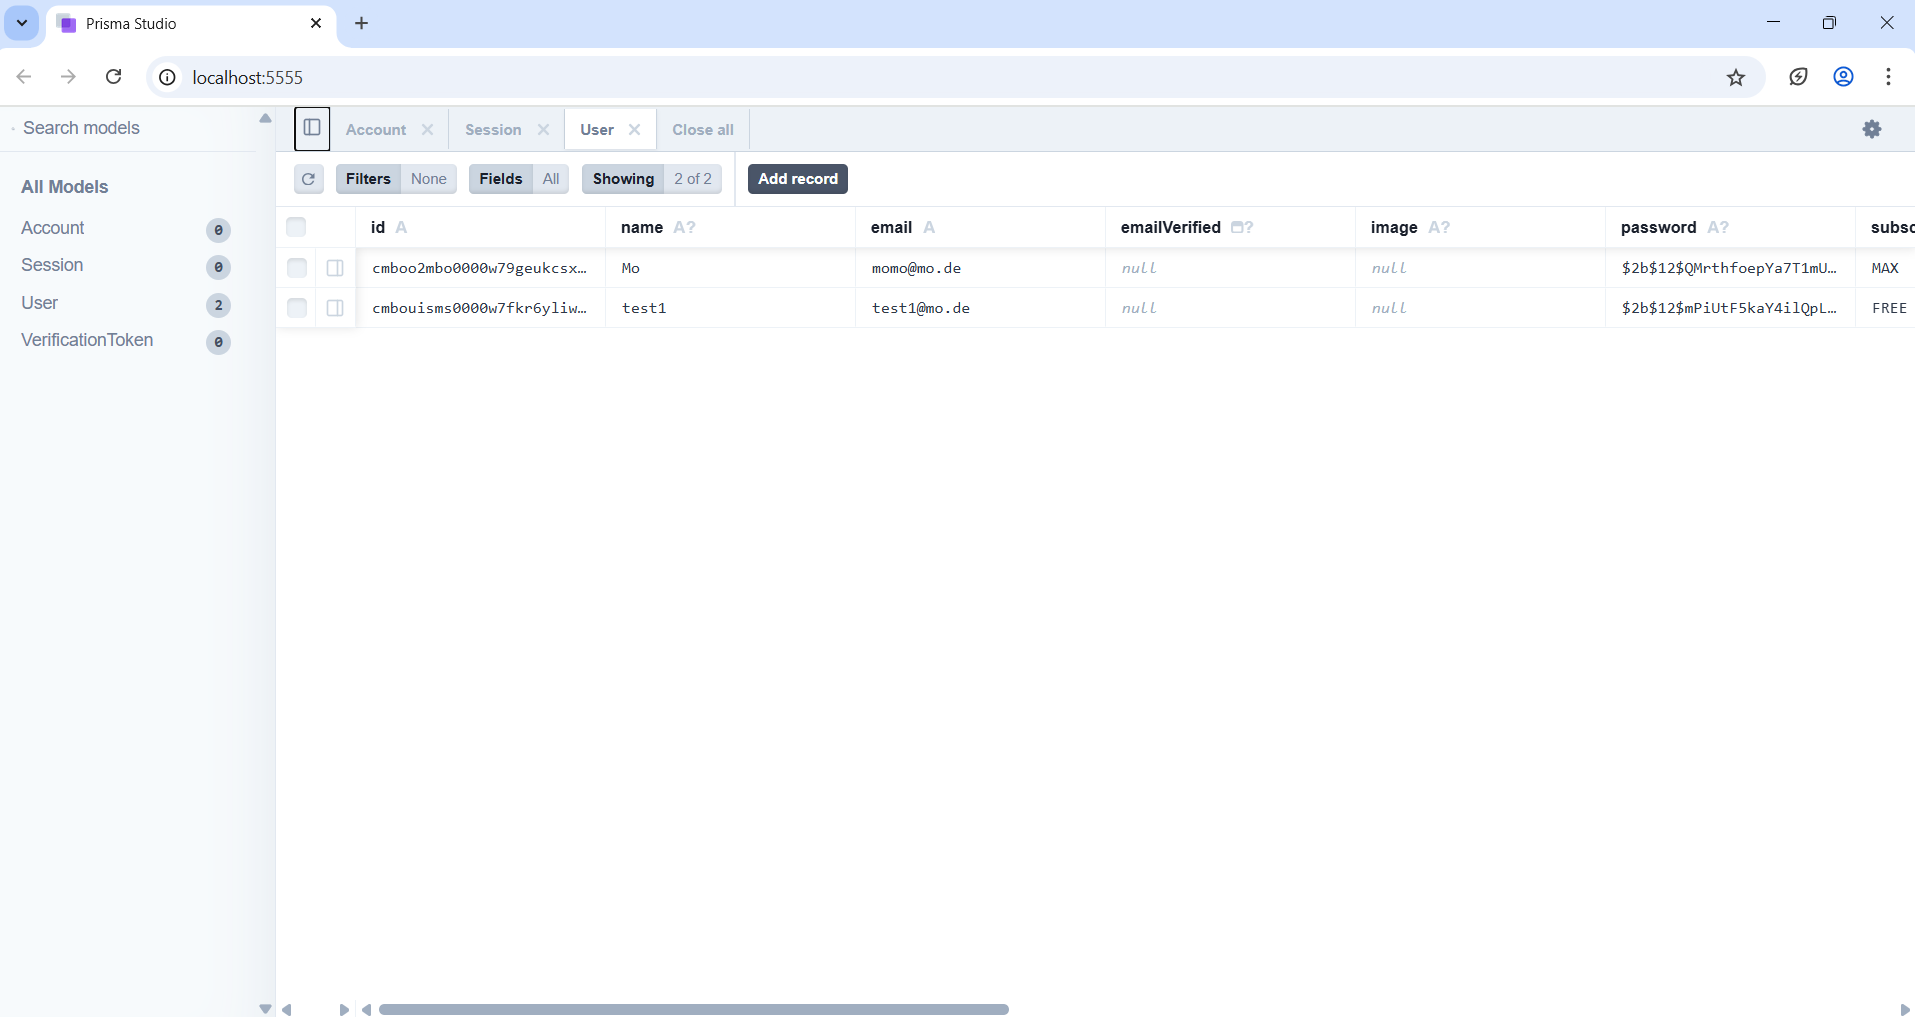 Prisma Studio
localhost:5555
Search models
Account
Session
User
Close all
All Models
Account 0
Session 0
User 2
VerificationToken 0
Filters None
Fields All
Showing 2 of 2
Add record
id A name A? email A emailVerified ? image A? password A? subsc
cmboo2mbo0000w79geukcsx… Mo momo@mo.de null null $2b$12$QMrthfoepYa7T1mU… MAX
cmbouisms0000w7fkr6yliw… test1 test1@mo.de null null $2b$12$mPiUtF5kaY4ilQpL… FREE